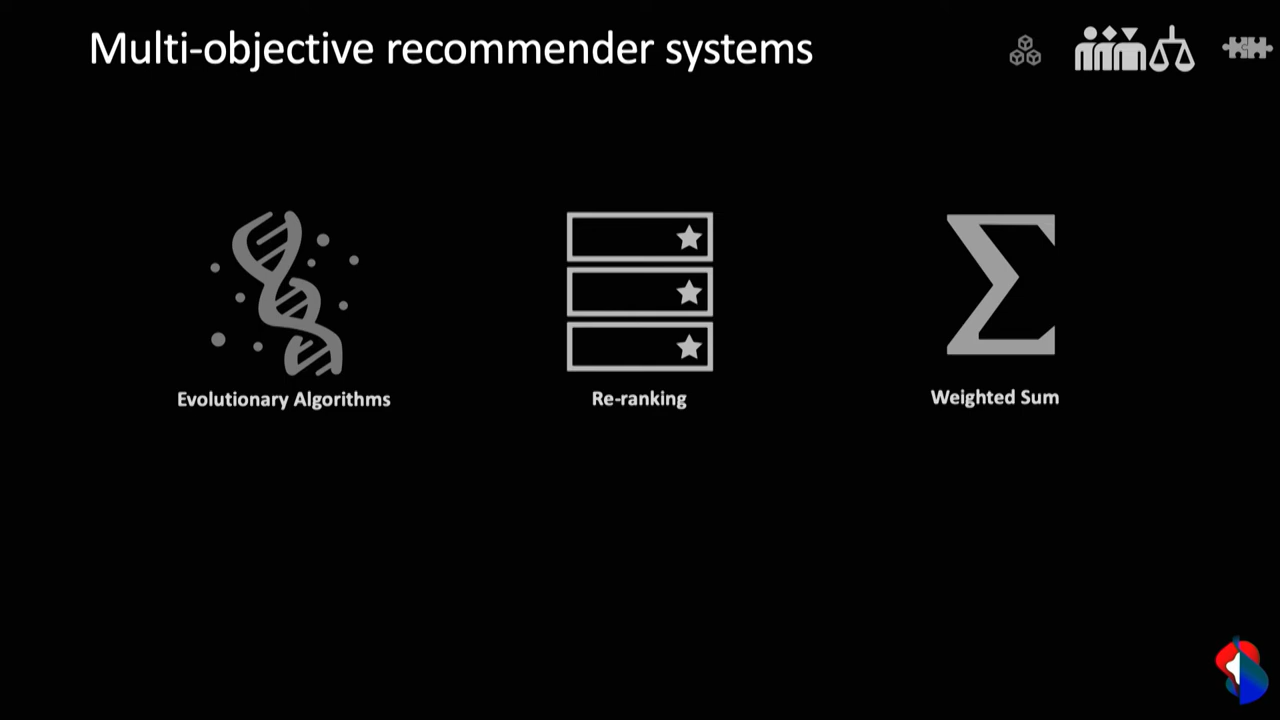 Multi-objective recommender systems
Evolutionary Algorithms
Re-ranking
Weighted Sum